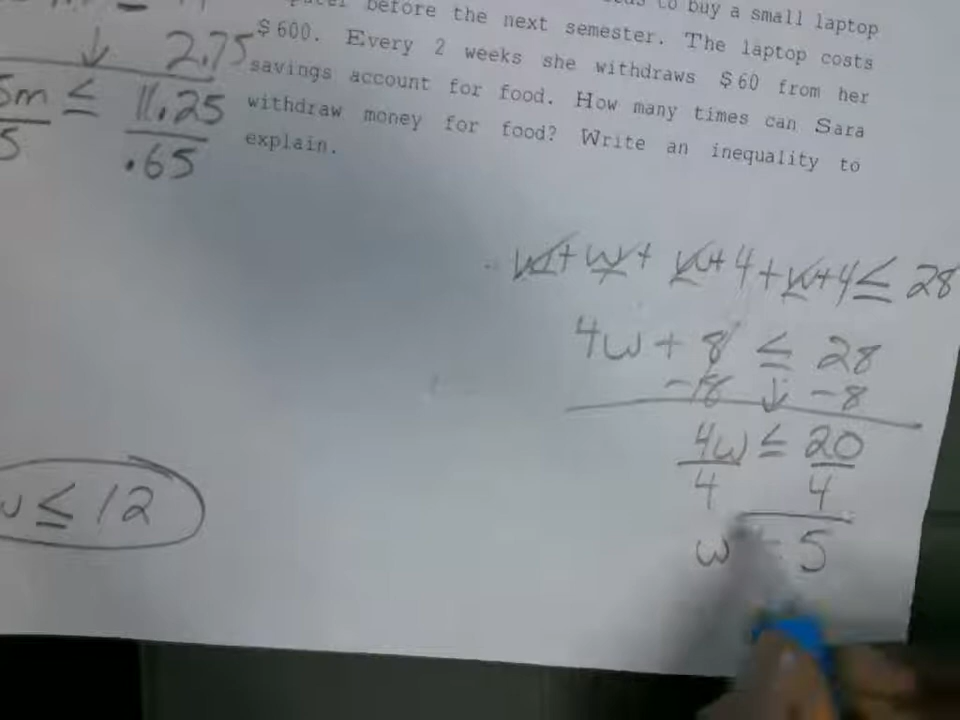 to buy a small laptop
before the next semester. The laptop costs
$600. Every 2 weeks she withdraws $60 from her
savings account for food. How many times can Sara
withdraw money for food? Write an inequality to
explain.
↓ 2.75
5m ≤ 11.25
5 .65
w+w+ w+4+w+4≤ 28
4w + 8 ≤ 28
-8 ↓ -8
4w ≤ 20
4 4
w 5
≤ 12